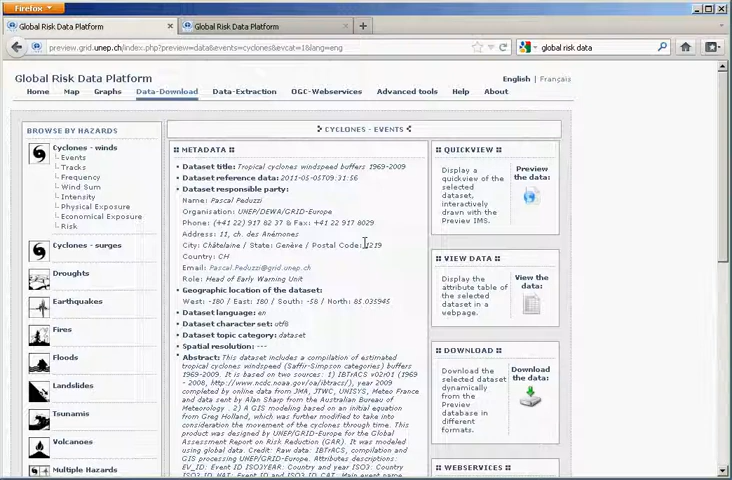 Firefox
Global Risk Data Platform
Global Risk Data Platform
preview.grid.unep.ch/index.php?preview=data&events=cyclones&evcat=1&lang=eng
global risk data
Global Risk Data Platform
English | Français
Home Map Graphs Data-Download Data-Extraction OGC-Webservices Advanced tools Help About
CYCLONES - EVENTS
BROWSE BY HAZARDS
Cyclones - winds
Events
Tracks
Frequency
Wind Sum
Intensity
Physical Exposure
Economical Exposure
Risk
Cyclones - surges
Droughts
Earthquakes
Fires
Floods
Landslides
Tsunamis
Volcanoes
Multiple Hazards
METADATA
Dataset title: Tropical cyclones windspeed buffers 1969-2009
Dataset reference data: 2011-05-05T09:31:56
Dataset responsible party:
Name: Pascal Peduzzi
Organisation: UNEP/DEWA/GRID-Europe
Phone: (+41 22) 917 82 37 & Fax: +41 22 917 8029
Address: 11, ch. des Anémones
City: Châtelaine / State: Genève / Postal Code: 1219
Country: CH
Email: Pascal.Peduzzi@grid.unep.ch
Role: Head of Early Warning Unit
Geographic location of the dataset:
West: -180 / East: 180 / South: -58 / North: 85.035945
Dataset language: en
Dataset character set: utf8
Dataset topic category: dataset
Spatial resolution: ---
Abstract: This dataset includes a compilation of estimated
tropical cyclones windspeed (Saffir-Simpson categories) buffers
1969-2009. It is based on two sources: 1) IBTrACS v02r01 (1969
- 2008, http://www.ncdc.noaa.gov/oa/ibtracs/), year 2009
completed by online data from JMA, JTWC, UNISYS, Meteo France
and data sent by Alan Sharp from the Australian Bureau of
Meteorology . 2) A GIS modeling based on an initial equation
from Greg Holland, which was further modified to take into
consideration the movement of the cyclones through time. This
product was designed by UNEP/GRID-Europe for the Global
Assessment Report on Risk Reduction (GAR). It was modeled
using global data. Credit: Raw data: IBTrACS, compilation and
GIS processing UNEP/GRID-Europe. Attributes descriptions:
EV_ID: Event ID ISO3YEAR: Country and year ISO3: Country
QUICKVIEW
Display a
quickview of the
selected
dataset,
interactively
drawn with the
Preview IMS.
Preview
the data:
VIEW DATA
Display the
attribute table of
the selected
dataset in a
webpage.
View the
data:
DOWNLOAD
Download the
selected dataset
dynamically
from the
Preview
database in
different
formats.
Download
the data:
WEBSERVICES